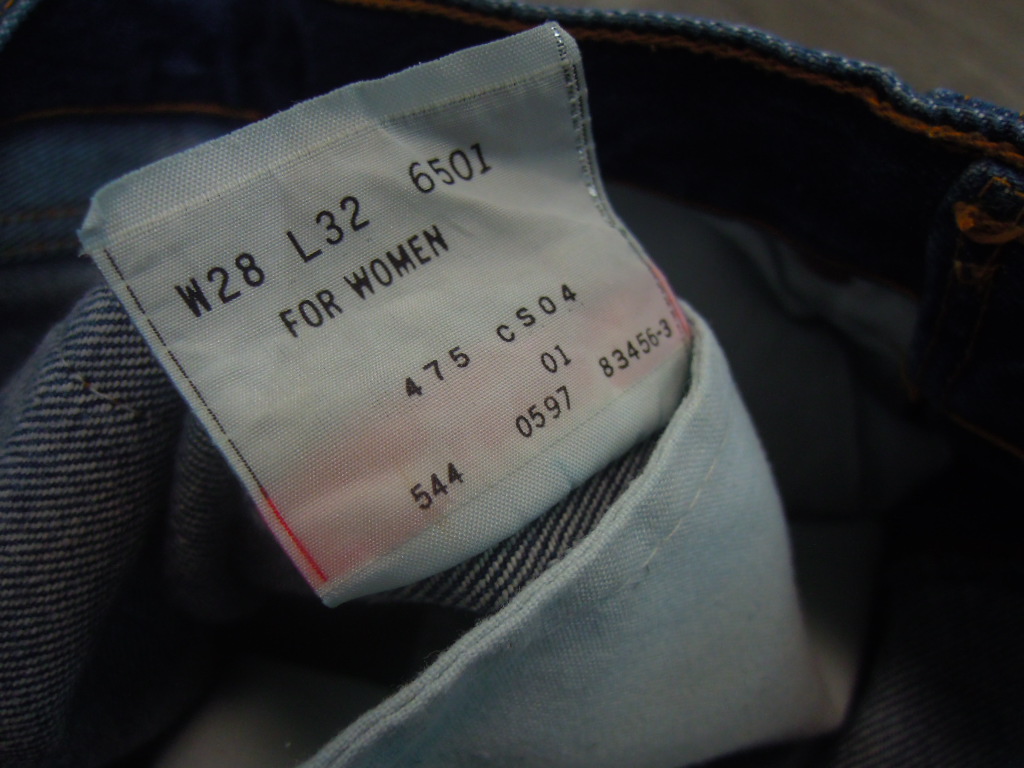 W28 L32 6501
FOR WOMEN
475 CS04
01
0597 83456-3
544